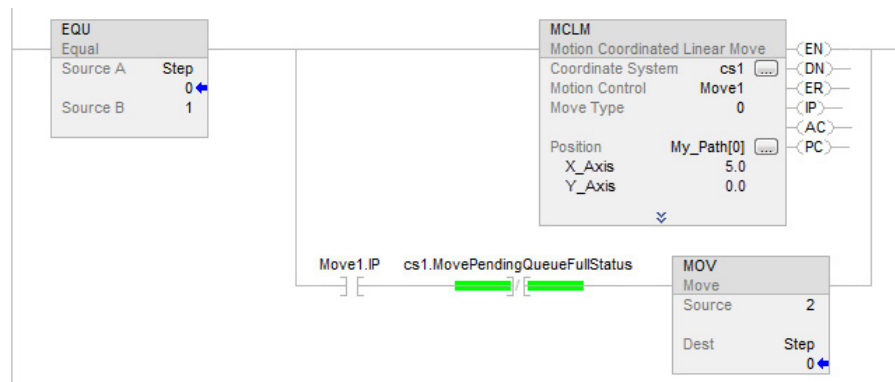 EQU
Equal
Source A Step
0
Source B 1
MCLM
Motion Coordinated Linear Move
Coordinate System cs1 ...
Motion Control Move1
Move Type 0
Position My_Path[0] ...
X_Axis 5.0
Y_Axis 0.0
EN
DN
ER
IP
AC
PC
Move1.IP cs1.MovePendingQueueFullStatus
MOV
Move
Source 2
Dest Step
0